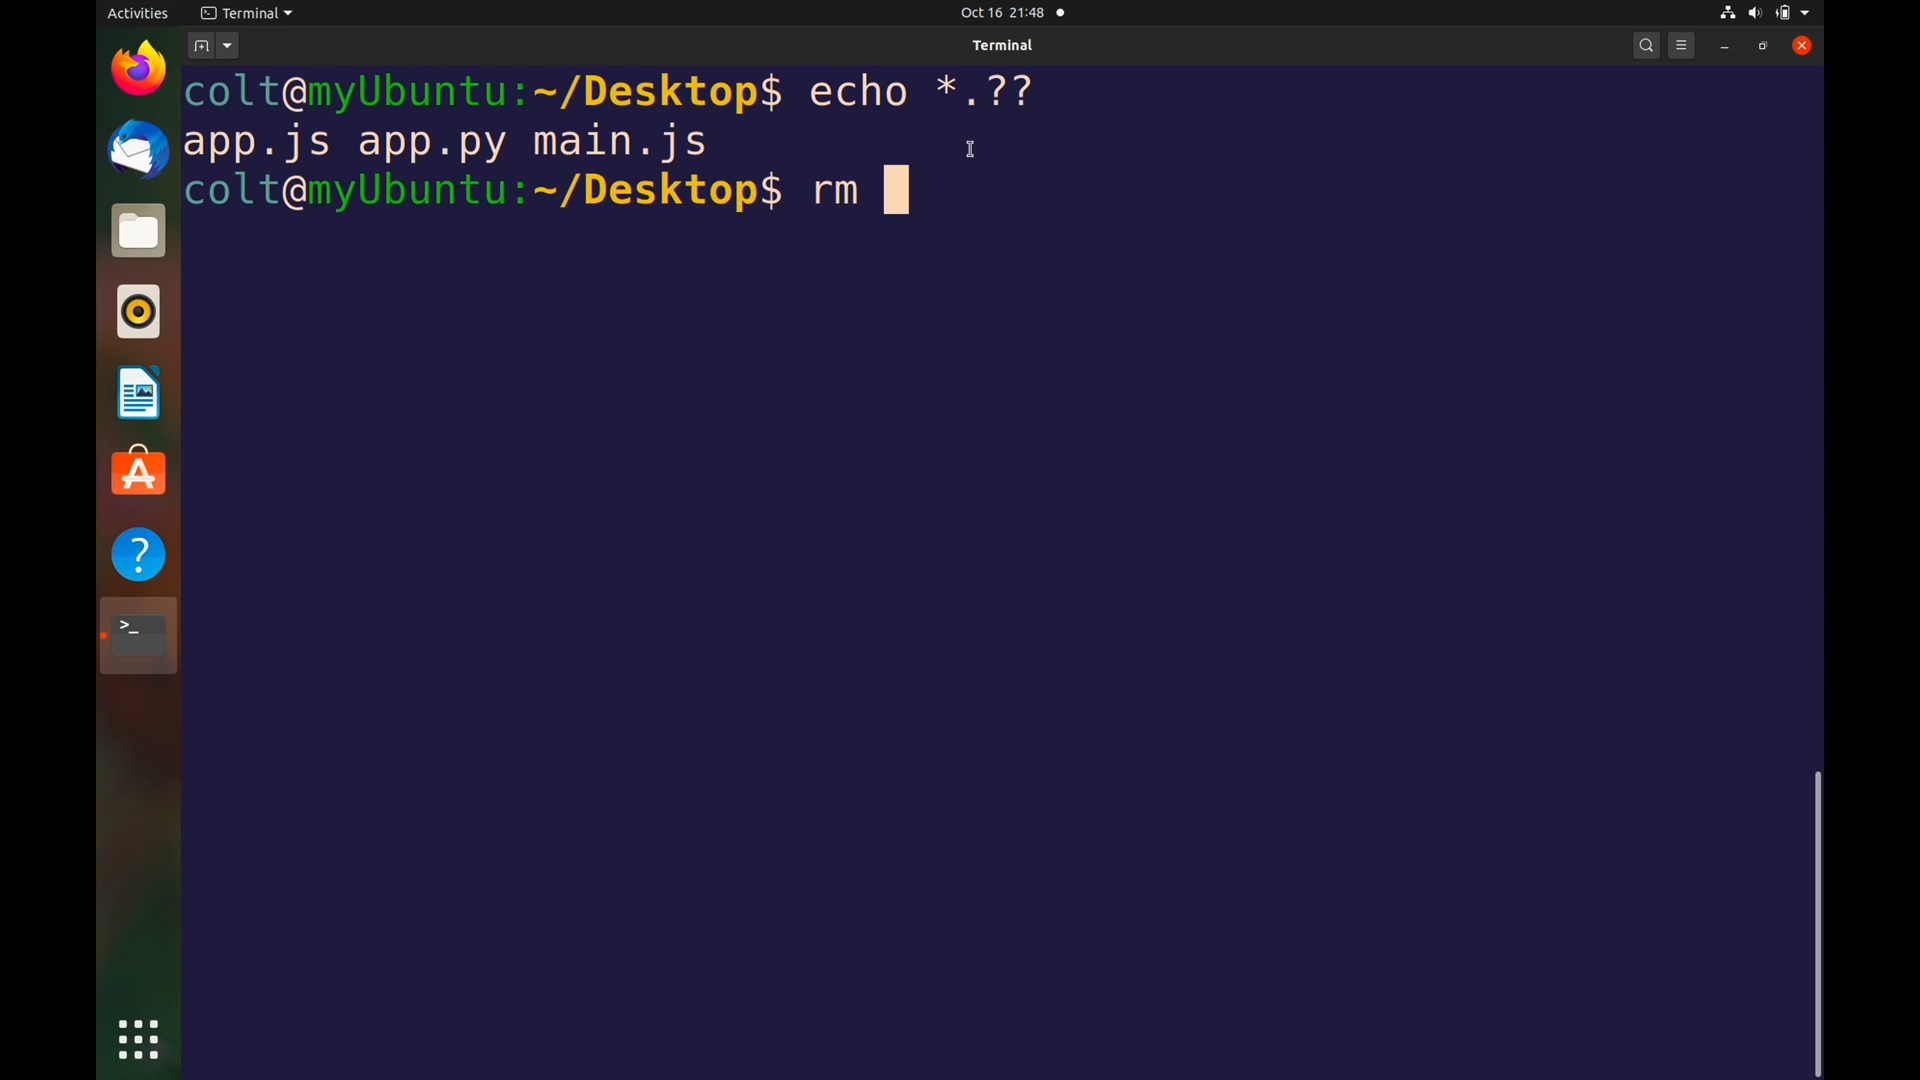 Activities Terminal Oct 16 21:48
Terminal
colt@myUbuntu:~/Desktop$ echo *.??
app.js app.py main.js
colt@myUbuntu:~/Desktop$ rm